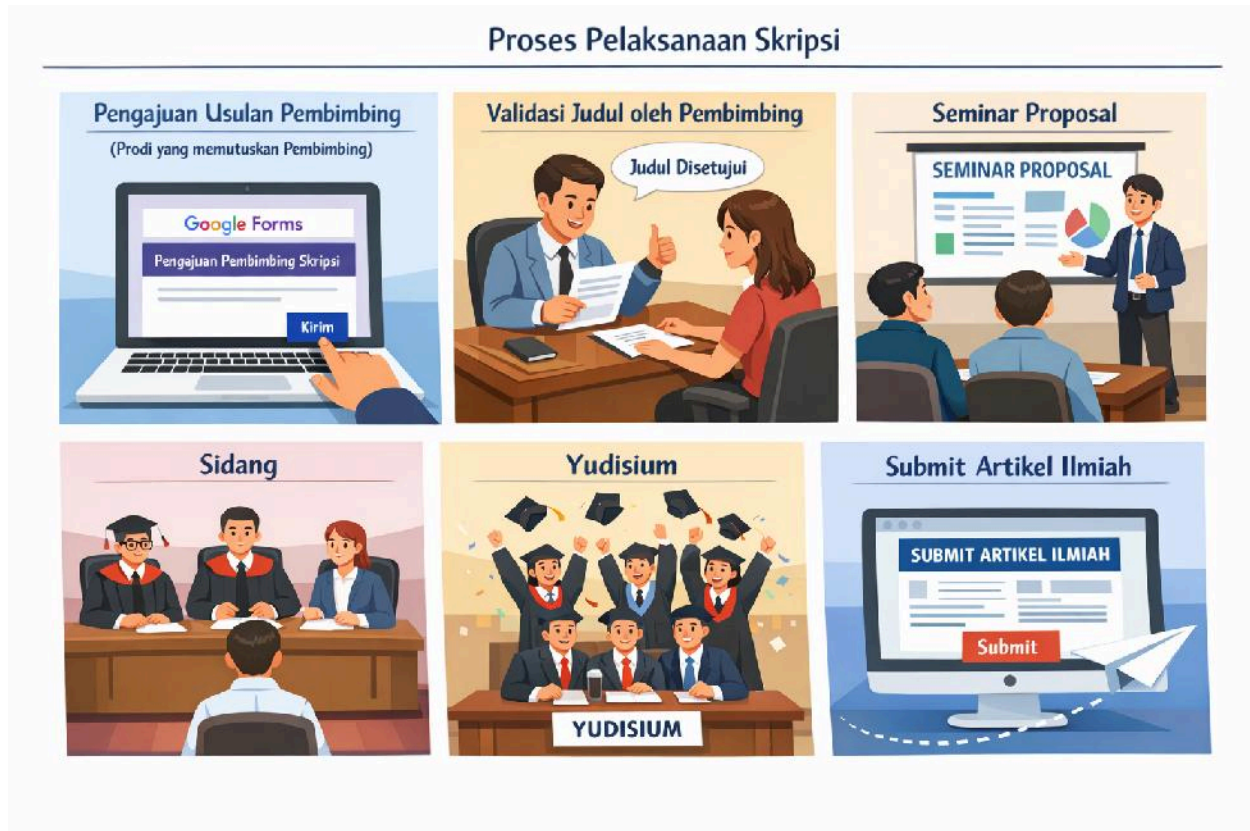 Proses Pelaksanaan Skripsi
Pengajuan Usulan Pembimbing
(Prodi yang memutuskan Pembimbing)
Google Forms
Pengajuan Pembimbing Skripsi
Kirim
Validasi Judul oleh Pembimbing
Judul Disetujui
Seminar Proposal
SEMINAR PROPOSAL
Sidang
Yudisium
YUDISIUM
Submit Artikel Ilmiah
SUBMIT ARTIKEL ILMIAH
Submit